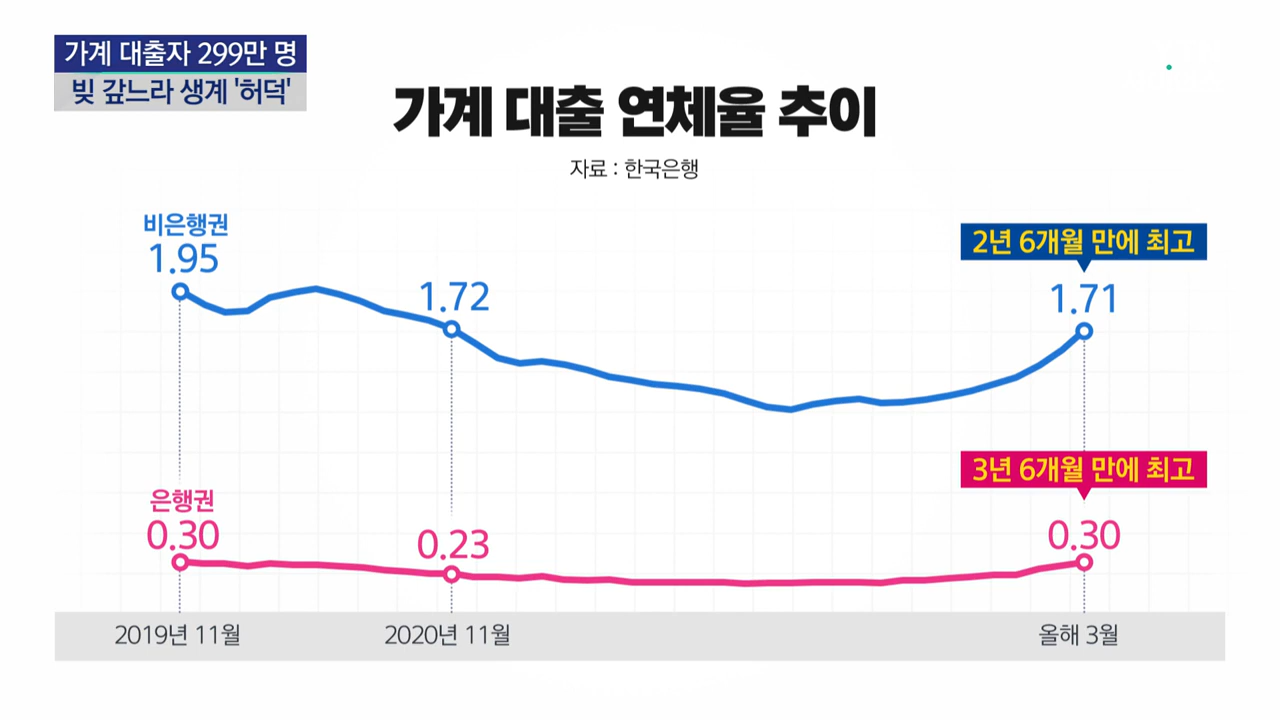 가계 대출자 299만 명
빚 갚느라 생계 '허덕'
가계 대출 연체율 추이
자료 : 한국은행
비은행권
1.95
1.72
2년 6개월 만에 최고
1.71
은행권
0.30
0.23
3년 6개월 만에 최고
0.30
2019년 11월
2020년 11월
올해 3월